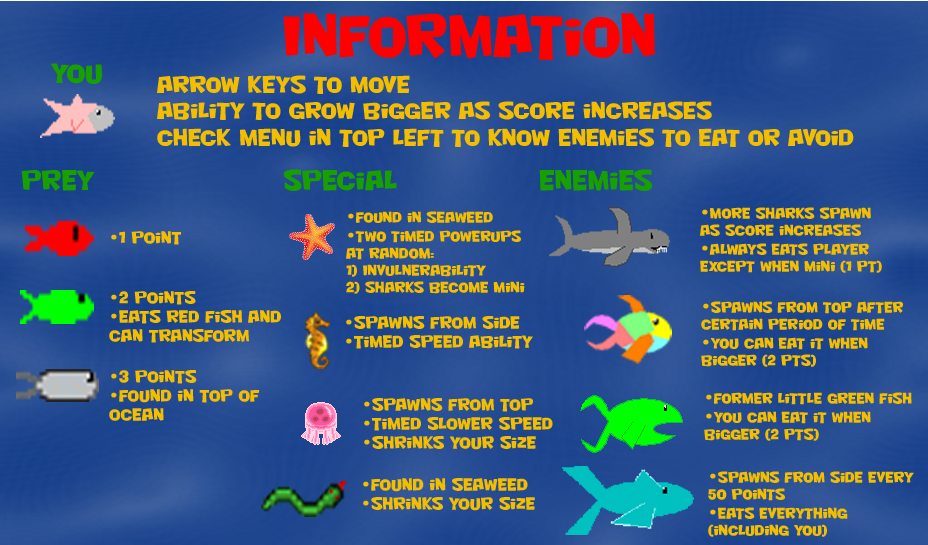 INFORMATION
YOU
ARROW KEYS TO MOVE
ABILITY TO GROW BIGGER AS SCORE INCREASES
CHECK MENU IN TOP LEFT TO KNOW ENEMIES TO EAT OR AVOID
PREY
•1 POINT
•2 POINTS
•EATS RED FISH AND
CAN TRANSFORM
•3 POINTS
•FOUND IN TOP OF
OCEAN
SPECIAL
•FOUND IN SEAWEED
•TWO TIMED POWERUPS
AT RANDOM:
1) INVULNERABILITY
2) SHARKS BECOME MINI
•SPAWNS FROM SIDE
•TIMED SPEED ABILITY
•SPAWNS FROM TOP
•TIMED SLOWER SPEED
•SHRINKS YOUR SIZE
•FOUND IN SEAWEED
•SHRINKS YOUR SIZE
ENEMIES
•MORE SHARKS SPAWN
AS SCORE INCREASES
•ALWAYS EATS PLAYER
EXCEPT WHEN MINI (1 PT)
•SPAWNS FROM TOP AFTER
CERTAIN PERIOD OF TIME
•YOU CAN EAT IT WHEN
BIGGER (2 PTS)
•FORMER LITTLE GREEN FISH
•YOU CAN EAT IT WHEN
BIGGER (2 PTS)
•SPAWNS FROM SIDE EVERY
50 POINTS
•EATS EVERYTHING
(INCLUDING YOU)